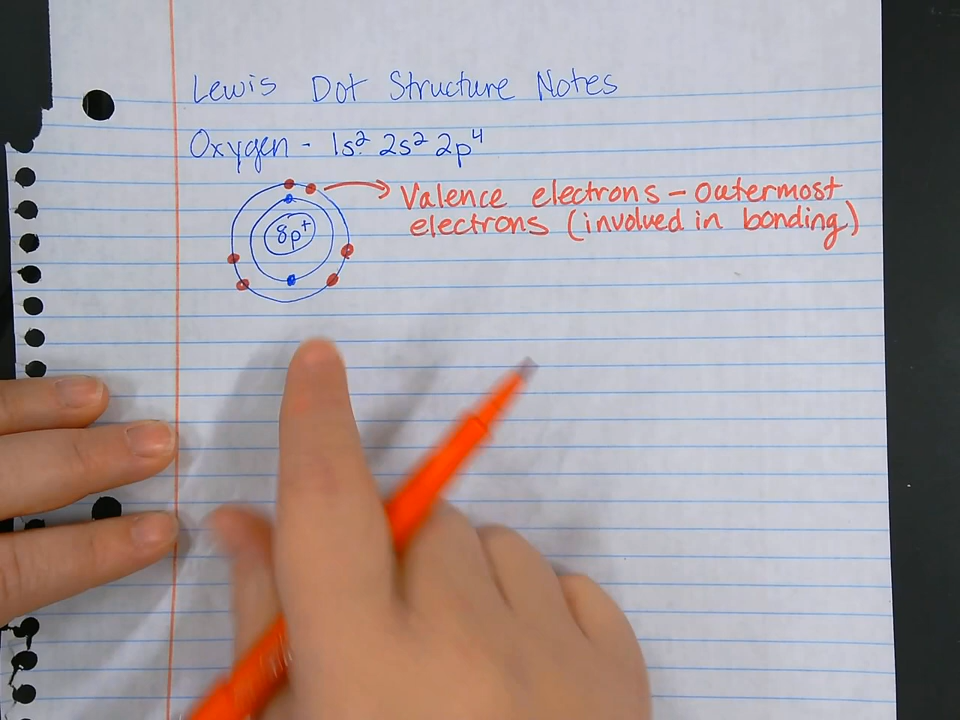 Lewis Dot Structure Notes
Oxygen - 1s² 2s² 2p⁴
Valence electrons - outermost
electrons (involved in bonding)
8p⁺